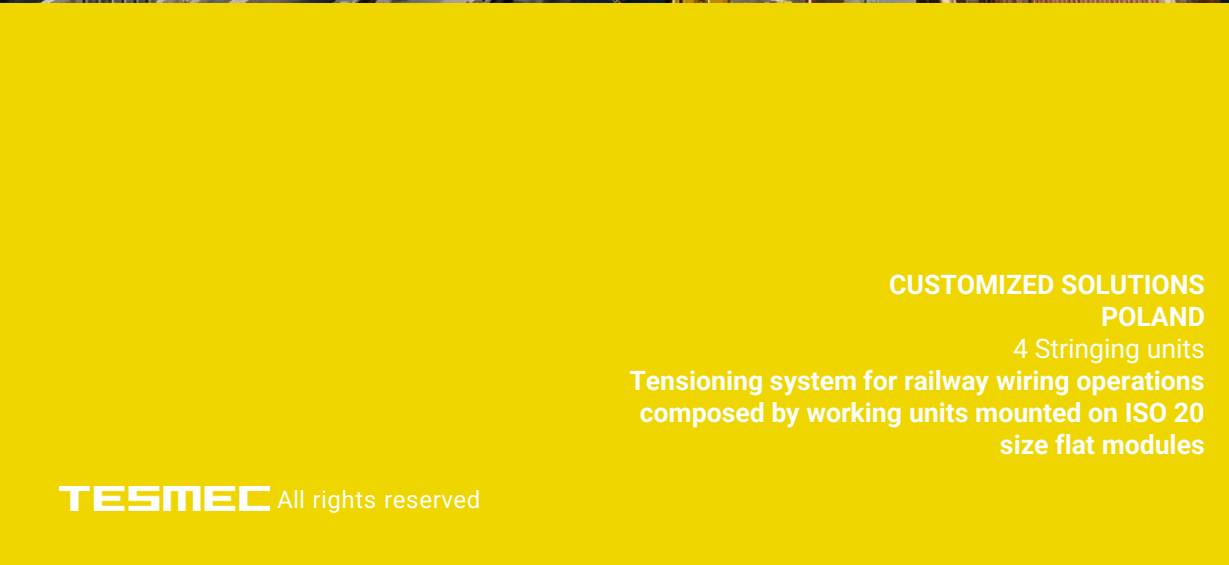 CUSTOMIZED SOLUTIONS
POLAND
4 Stringing units
Tensioning system for railway wiring operations
composed by working units mounted on ISO 20
size flat modules
TESMEC All rights reserved